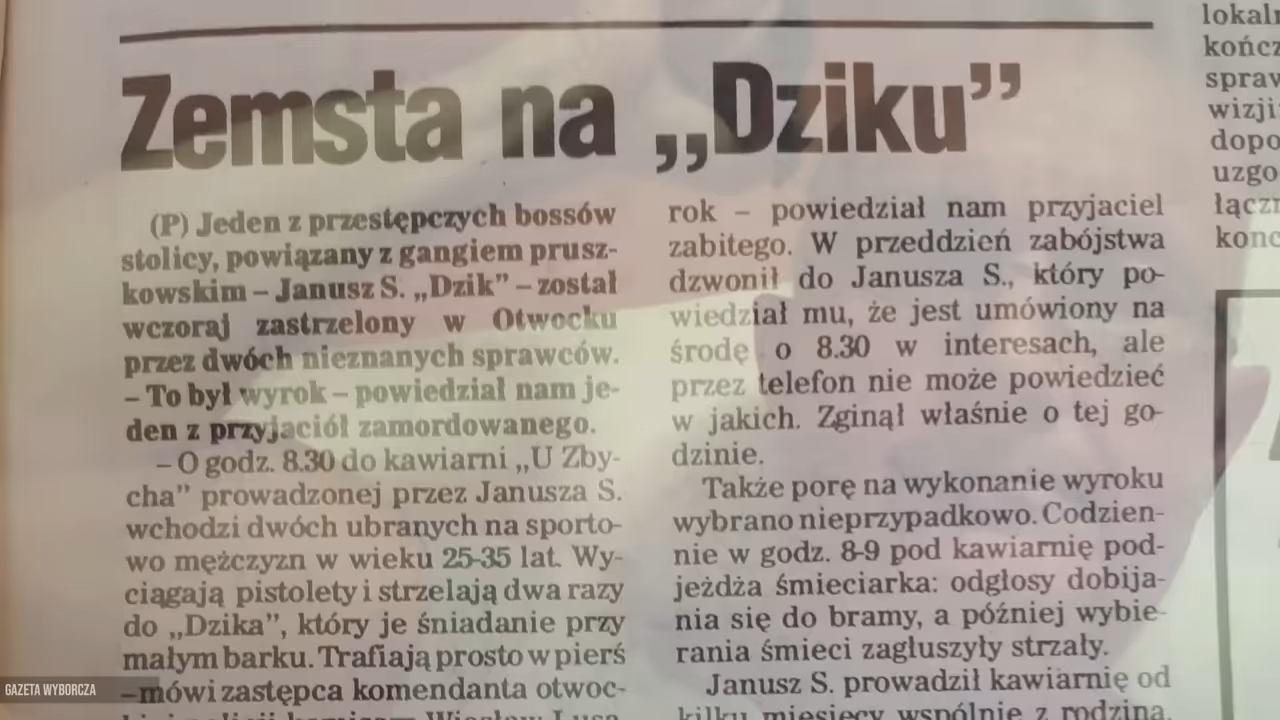 Zemsta na „Dziku”
(P) Jeden z przestępczych bossów
stolicy, powiązany z gangiem prusz-
kowskim – Janusz S. „Dzik” – został
wczoraj zastrzelony w Otwocku
przez dwóch nieznanych sprawców.
– To był wyrok – powiedział nam je-
den z przyjaciół zamordowanego.
– O godz. 8.30 do kawiarni „U Zby-
cha” prowadzonej przez Janusza S.
wchodzi dwóch ubranych na sporto-
wo mężczyzn w wieku 25-35 lat. Wy-
ciągają pistolety i strzelają dwa razy
do „Dzika”, który je śniadanie przy
małym barku. Trafiają prosto w pierś
–mówi zastępca komendanta otwoc-
rok – powiedział nam przyjaciel
zabitego. W przeddzień zabójstwa
dzwonił do Janusza S., który po-
wiedział mu, że jest umówiony na
środę o 8.30 w interesach, ale
przez telefon nie może powiedzieć
w jakich. Zginął właśnie o tej go-
dzinie.
Także porę na wykonanie wyroku
wybrano nieprzypadkowo. Codzien-
nie w godz. 8-9 pod kawiarnię pod-
jeżdża śmieciarka: odgłosy dobija-
nia się do bramy, a później wybie-
rania śmieci zagłuszyły strzały.
Janusz S. prowadził kawiarnię od
kilku miesięcy wspólnie z rodziną.
lokaln
kończ
spraw
wizji
dopo
uzgo
łączn
konc
GAZETA WYBORCZA